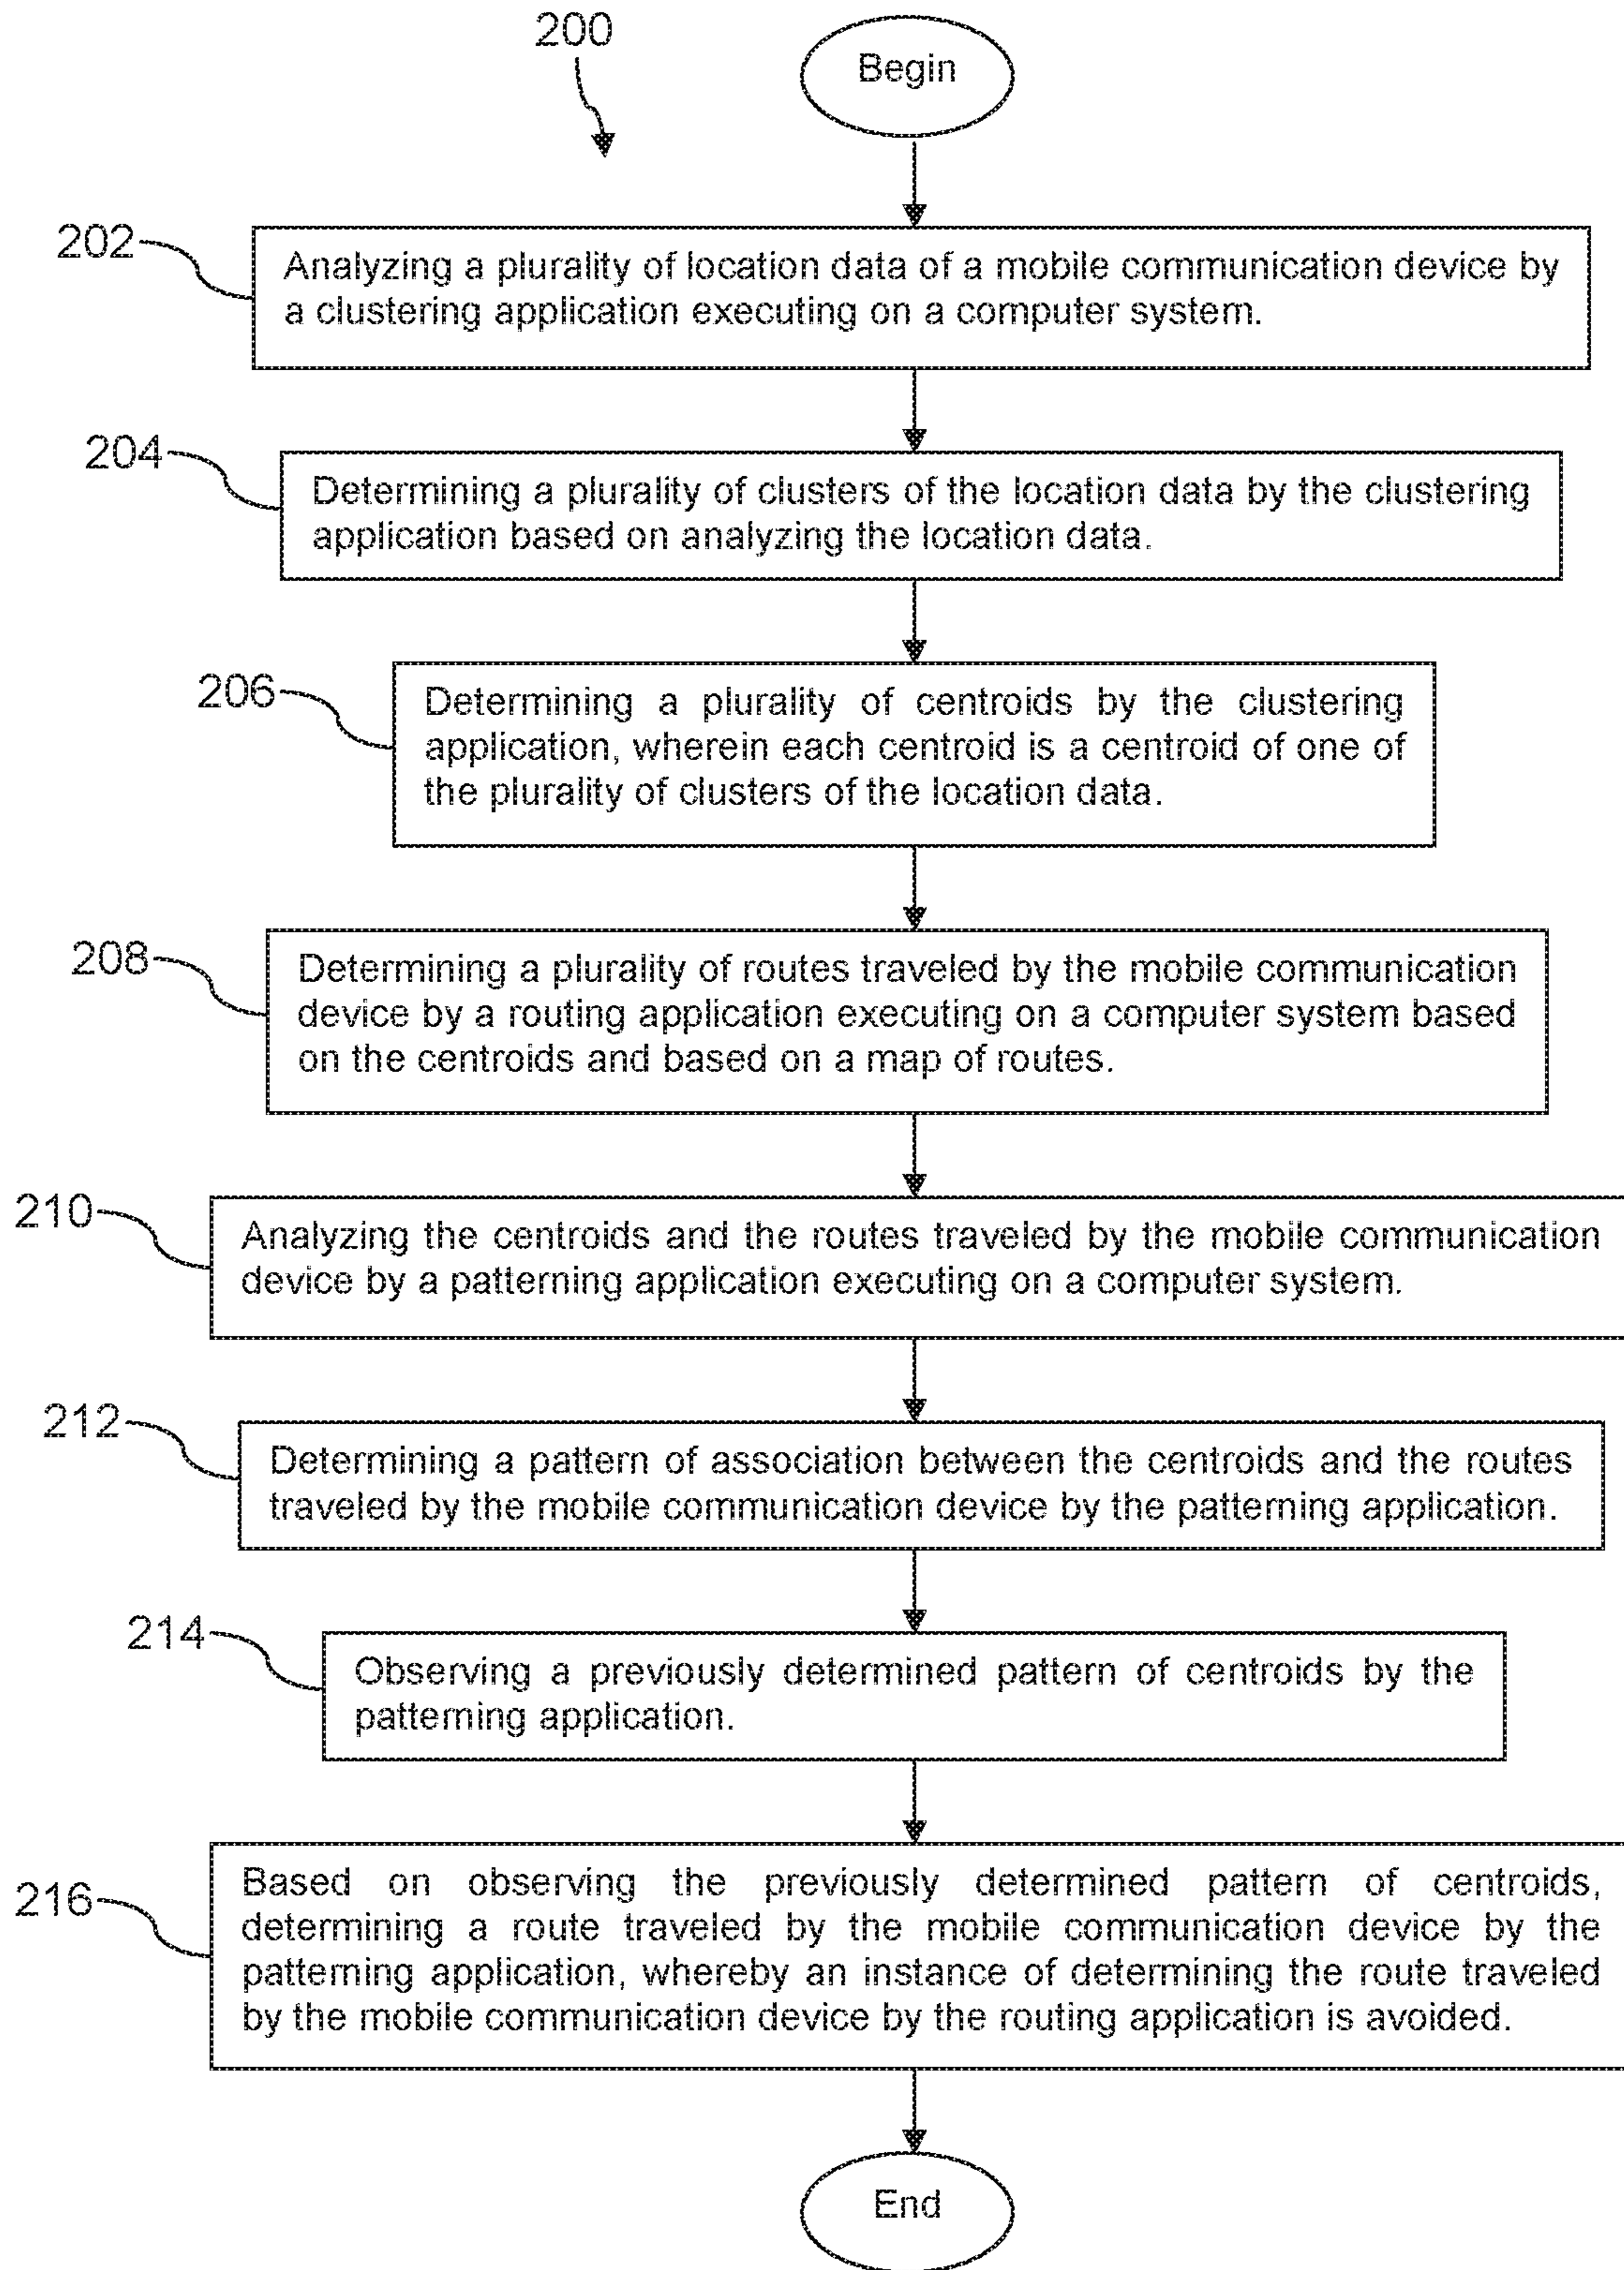 200
Begin
202
Analyzing a plurality of location data of a mobile communication device by
a clustering application executing on a computer system.
204
Determining a plurality of clusters of the location data by the clustering
application based on analyzing the location data.
206
Determining a plurality of centroids by the clustering
application, wherein each centroid is a centroid of one of
the plurality of clusters of the location data.
208
Determining a plurality of routes traveled by the mobile communication
device by a routing application executing on a computer system based
on the centroids and based on a map of routes.
210
Analyzing the centroids and the routes traveled by the mobile communication
device by a patterning application executing on a computer system.
212
Determining a pattern of association between the centroids and the routes
traveled by the mobile communication device by the patterning application.
214
Observing a previously determined pattern of centroids by the
patterning application.
216
Based on observing the previously determined pattern of centroids,
determining a route traveled by the mobile communication device by the
patterning application, whereby an instance of determining the route traveled
by the mobile communication device by the routing application is avoided.
End